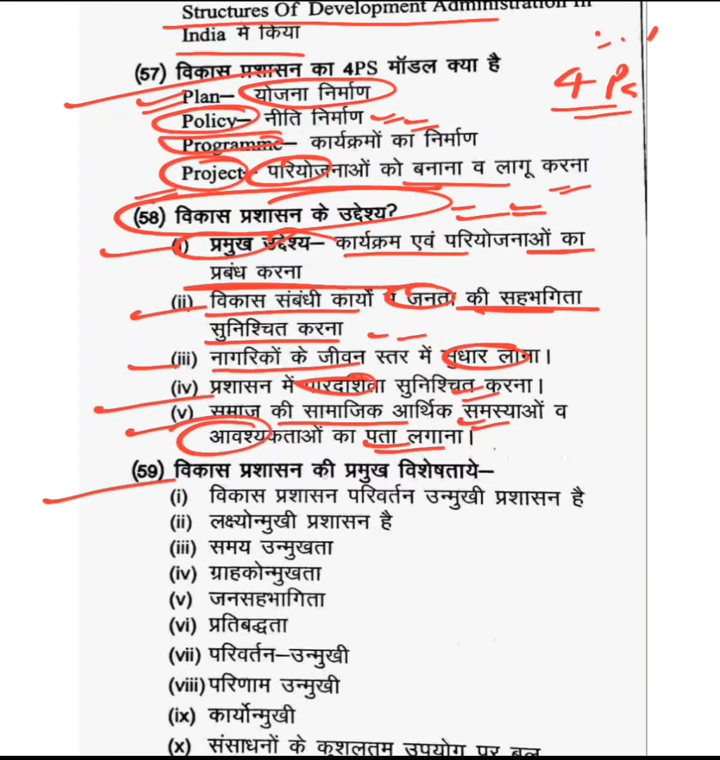 Structures Of Development Administration In
India मे किया
4 Ps
(57) विकास प्रशासन का 4PS मॉडल क्या है
Plan– योजना निर्माण
Policy– नीति निर्माण
Programme– कार्यक्रमों का निर्माण
Project– परियोजनाओं को बनाना व लागू करना
(58) विकास प्रशासन के उद्देश्य?
(i) प्रमुख उद्देश्य– कार्यक्रम एवं परियोजनाओं का
प्रबंध करना
(ii) विकास संबंधी कार्यों में जनता की सहभगिता
सुनिश्चित करना
(iii) नागरिकों के जीवन स्तर में सुधार लाना।
(iv) प्रशासन में पारदर्शिता सुनिश्चित करना।
(v) समाज की सामाजिक आर्थिक समस्याओं व
आवश्यकताओं का पता लगाना।
(59) विकास प्रशासन की प्रमुख विशेषताये–
(i) विकास प्रशासन परिवर्तन उन्मुखी प्रशासन है
(ii) लक्ष्योन्मुखी प्रशासन है
(iii) समय उन्मुखता
(iv) ग्राहकोन्मुखता
(v) जनसहभागिता
(vi) प्रतिबद्धता
(vii) परिवर्तन–उन्मुखी
(viii) परिणाम उन्मुखी
(ix) कार्योन्मुखी
(x) संसाधनों के कुशलतम उपयोग पर बल